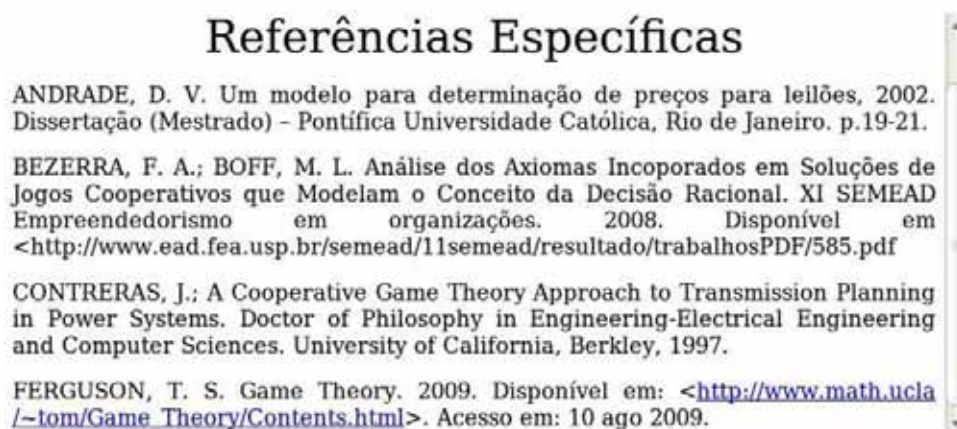 Referências Específicas
ANDRADE, D. V. Um modelo para determinação de preços para leilões, 2002.
Dissertação (Mestrado) – Pontífica Universidade Católica, Rio de Janeiro. p.19-21.
BEZERRA, F. A.; BOFF, M. L. Análise dos Axiomas Incoporados em Soluções de
Jogos Cooperativos que Modelam o Conceito da Decisão Racional. XI SEMEAD
Empreendedorismo em organizações. 2008. Disponível em
<http://www.ead.fea.usp.br/semead/11semead/resultado/trabalhosPDF/585.pdf
CONTRERAS, J.; A Cooperative Game Theory Approach to Transmission Planning
in Power Systems. Doctor of Philosophy in Engineering-Electrical Engineering
and Computer Sciences. University of California, Berkley, 1997.
FERGUSON, T. S. Game Theory. 2009. Disponível em: <http://www.math.ucla
/~tom/Game_Theory/Contents.html>. Acesso em: 10 ago 2009.